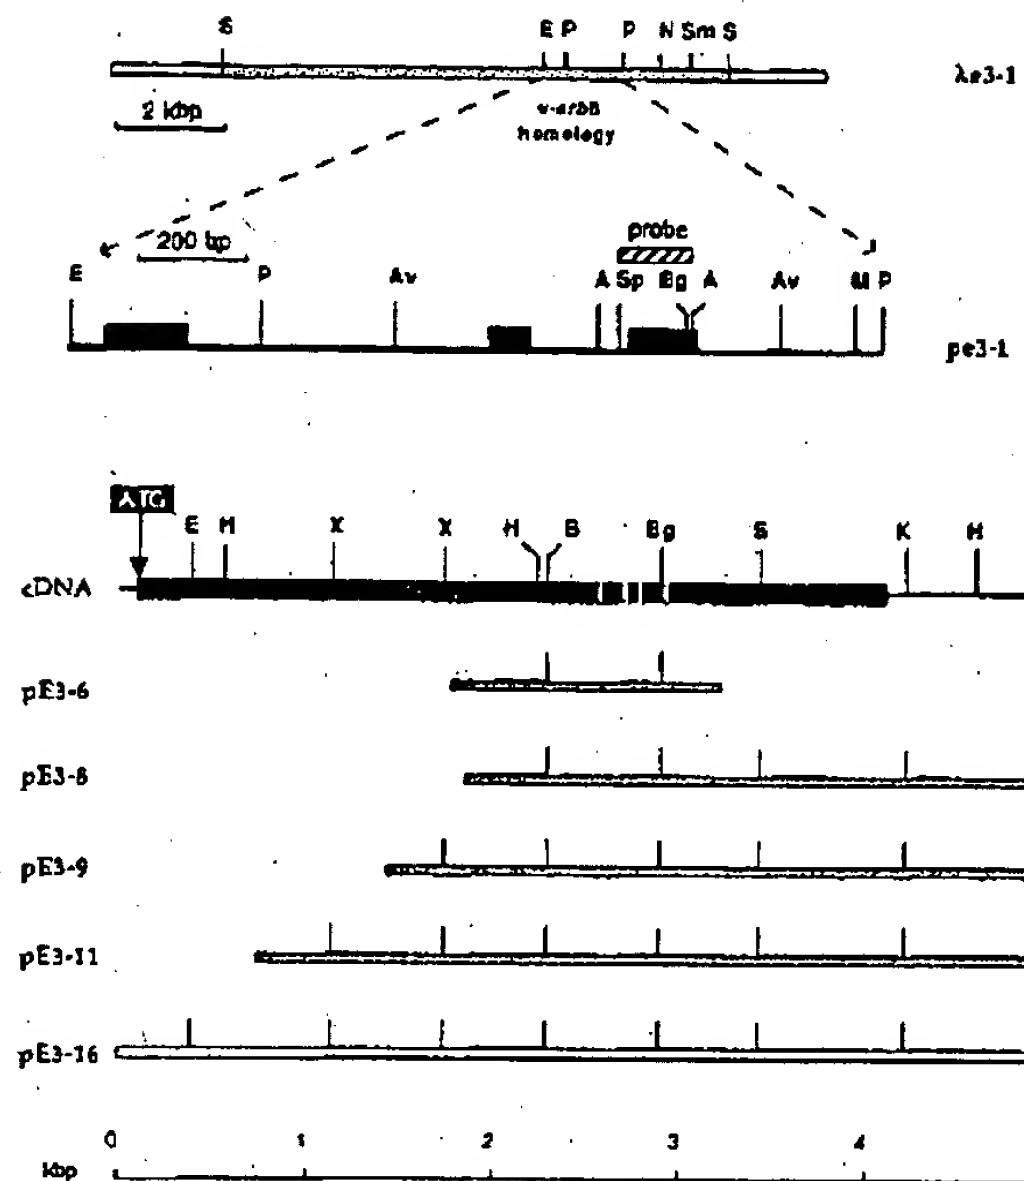 S E P P N Sm S
λe3-1
2 kbp
v-erbB
homology
200 bp
probe
E P Av A Sp Bg A Av M P
pe3-1
ATG
E H X X H B Bg S K H
cDNA
pE3-6
pE3-8
pE3-9
pE3-11
pE3-16
0 1 2 3 4
kbp